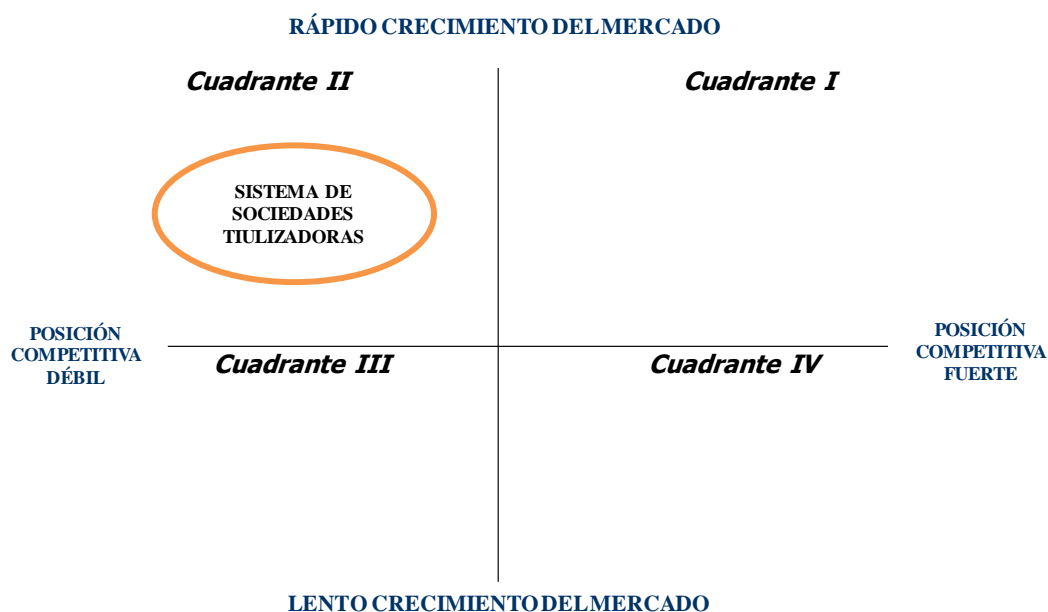 RÁPIDO CRECIMIENTO DEL MERCADO
Cuadrante II
Cuadrante I
SISTEMA DE
SOCIEDADES
TIULIZADORAS
POSICIÓN
COMPETITIVA
DÉBIL
POSICIÓN
COMPETITIVA
FUERTE
Cuadrante III
Cuadrante IV
LENTO CRECIMIENTO DEL MERCADO